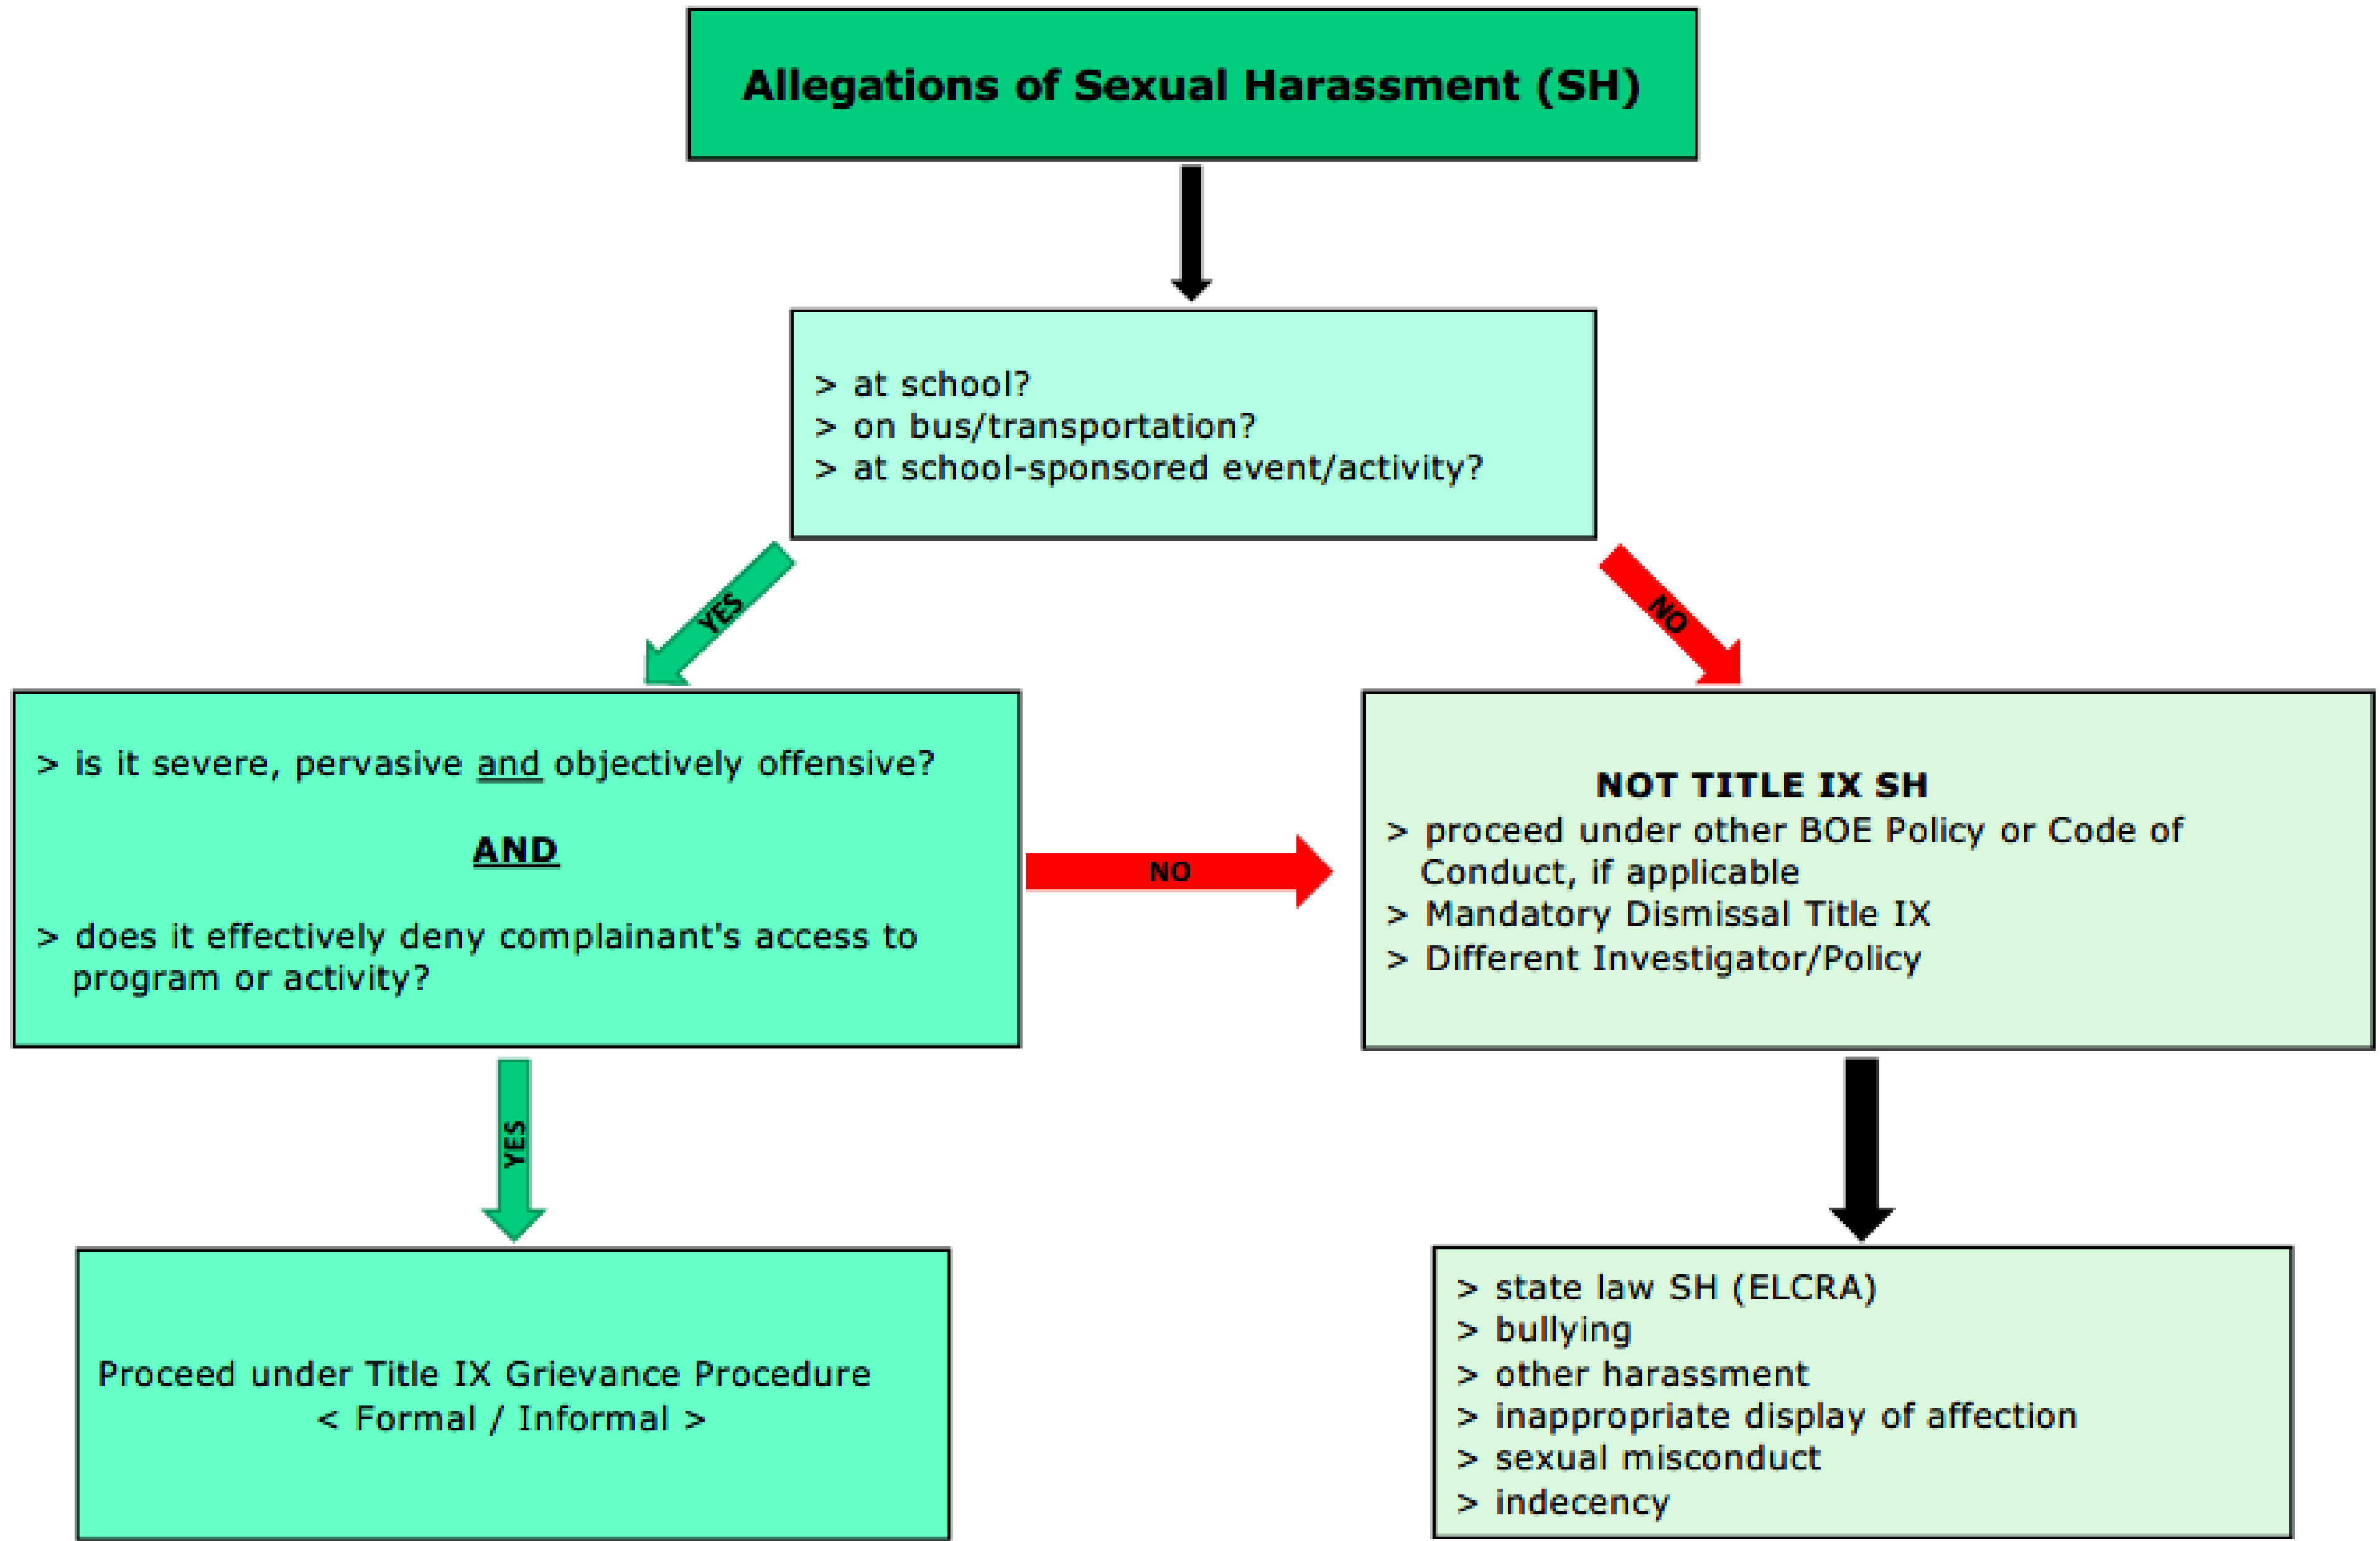 Allegations of Sexual Harassment (SH)
> at school?
> on bus/transportation?
> at school-sponsored event/activity?
YES
NO
> is it severe, pervasive and objectively offensive?
AND
> does it effectively deny complainant's access to
program or activity?
NO
NOT TITLE IX SH
> proceed under other BOE Policy or Code of
Conduct, if applicable
> Mandatory Dismissal Title IX
> Different Investigator/Policy
YES
Proceed under Title IX Grievance Procedure
< Formal / Informal >
> state law SH (ELCRA)
> bullying
> other harassment
> inappropriate display of affection
> sexual misconduct
> indecency